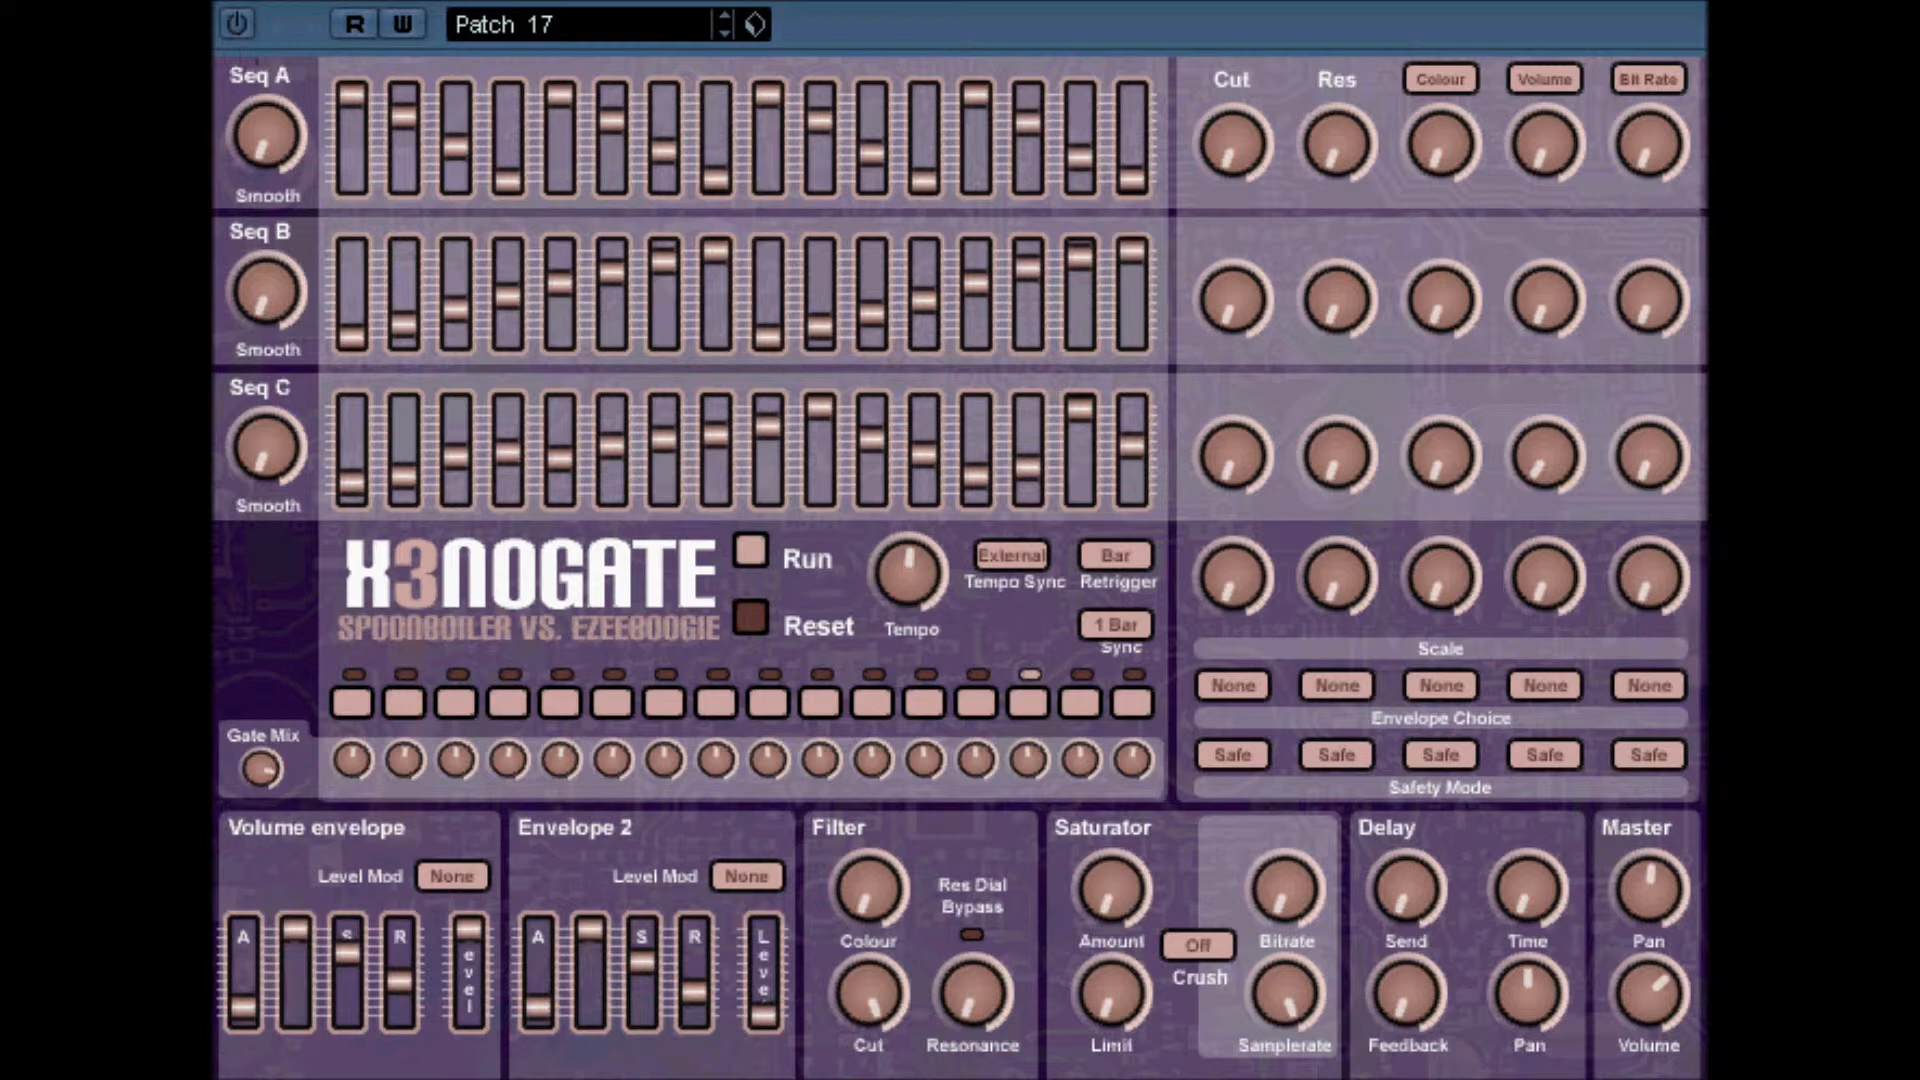 R W Patch 17
Seq A
Smooth
Cut Res Colour Volume Bit Rate
Seq B
Smooth
Seq C
Smooth
X3NOGATE
SPOONBOILER VS. EZEEBOOGIE
Run
Reset
Tempo
External
Tempo Sync
Bar
Retrigger
1 Bar
Sync
Scale
None None None None None
Envelope Choice
Safe Safe Safe Safe Safe
Safety Mode
Gate Mix
Volume envelope
Level Mod None
A S R evel
Envelope 2
Level Mod None
A S R Level
Filter
Colour
Res Dial
Bypass
Cut Resonance
Saturator
Amount
Limit
Off
Crush
Bitrate
Samplerate
Delay
Send Time
Feedback Pan
Master
Pan
Volume